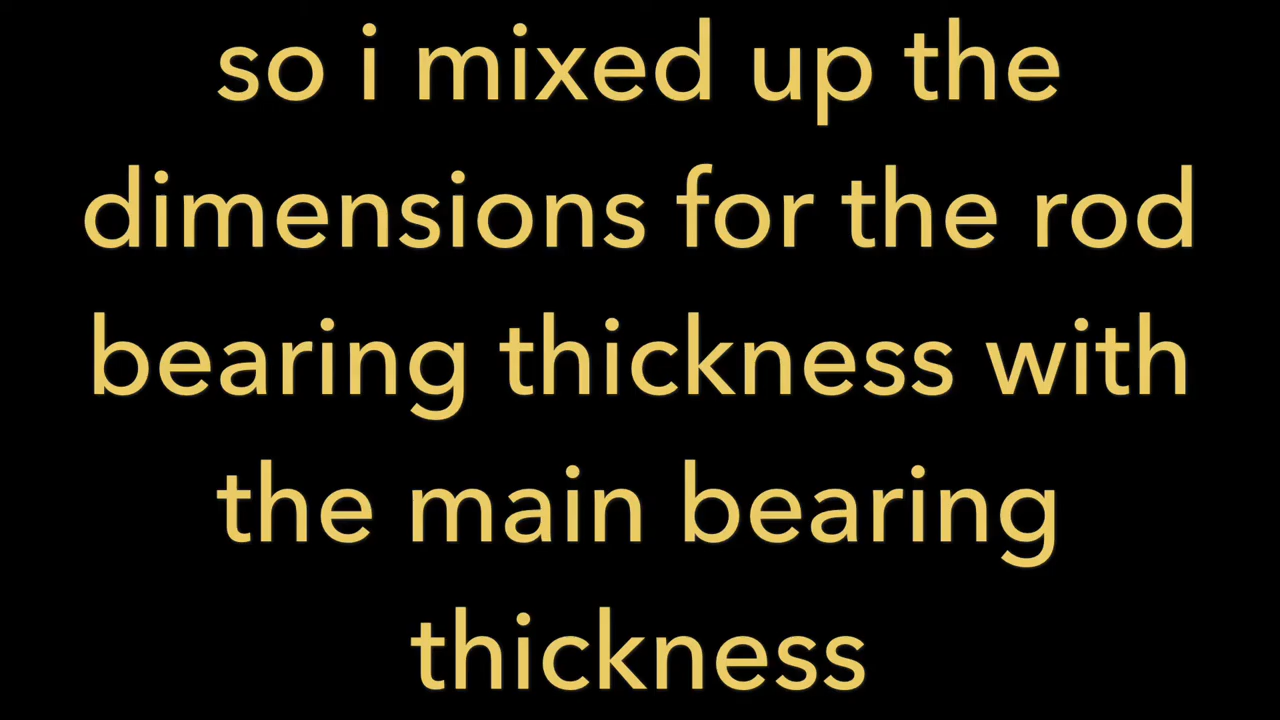 so i mixed up the
dimensions for the rod
bearing thickness with
the main bearing
thickness